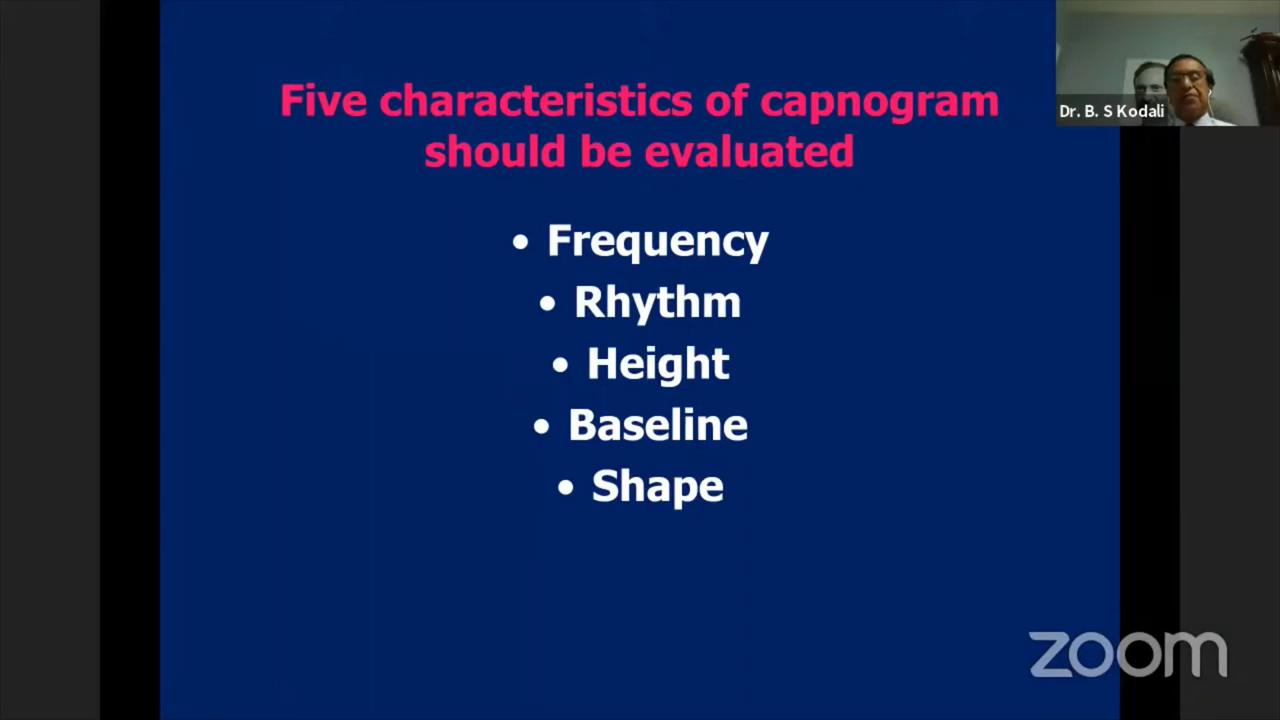 Five characteristics of capnogram
should be evaluated
Dr. B. S Kodali
• Frequency
• Rhythm
• Height
• Baseline
• Shape
zoom